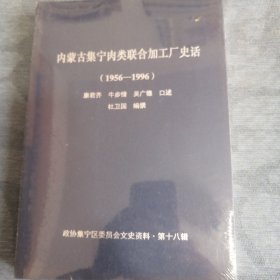 内蒙古集宁肉类联合加工厂史话
（1956—1996）
康君齐 牛步恒 吴广德 口述
杜卫国 编撰
政协集宁区委员会文史资料·第十八辑